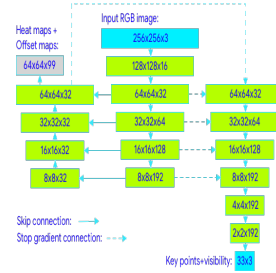 Input RGB image:
Heat maps +
Offset maps:
256x256x3
64x64x99
128x128x16
64x64x32
64x64x32
64x64x32
32x32x32
32x32x64
32x32x64
16x16x32
16x16x128
16x16x128
8x8x32
8x8x192
8x8x192
4x4x192
2x2x192
Skip connection:
Stop gradient connection:
Key points+visibility:
33x3